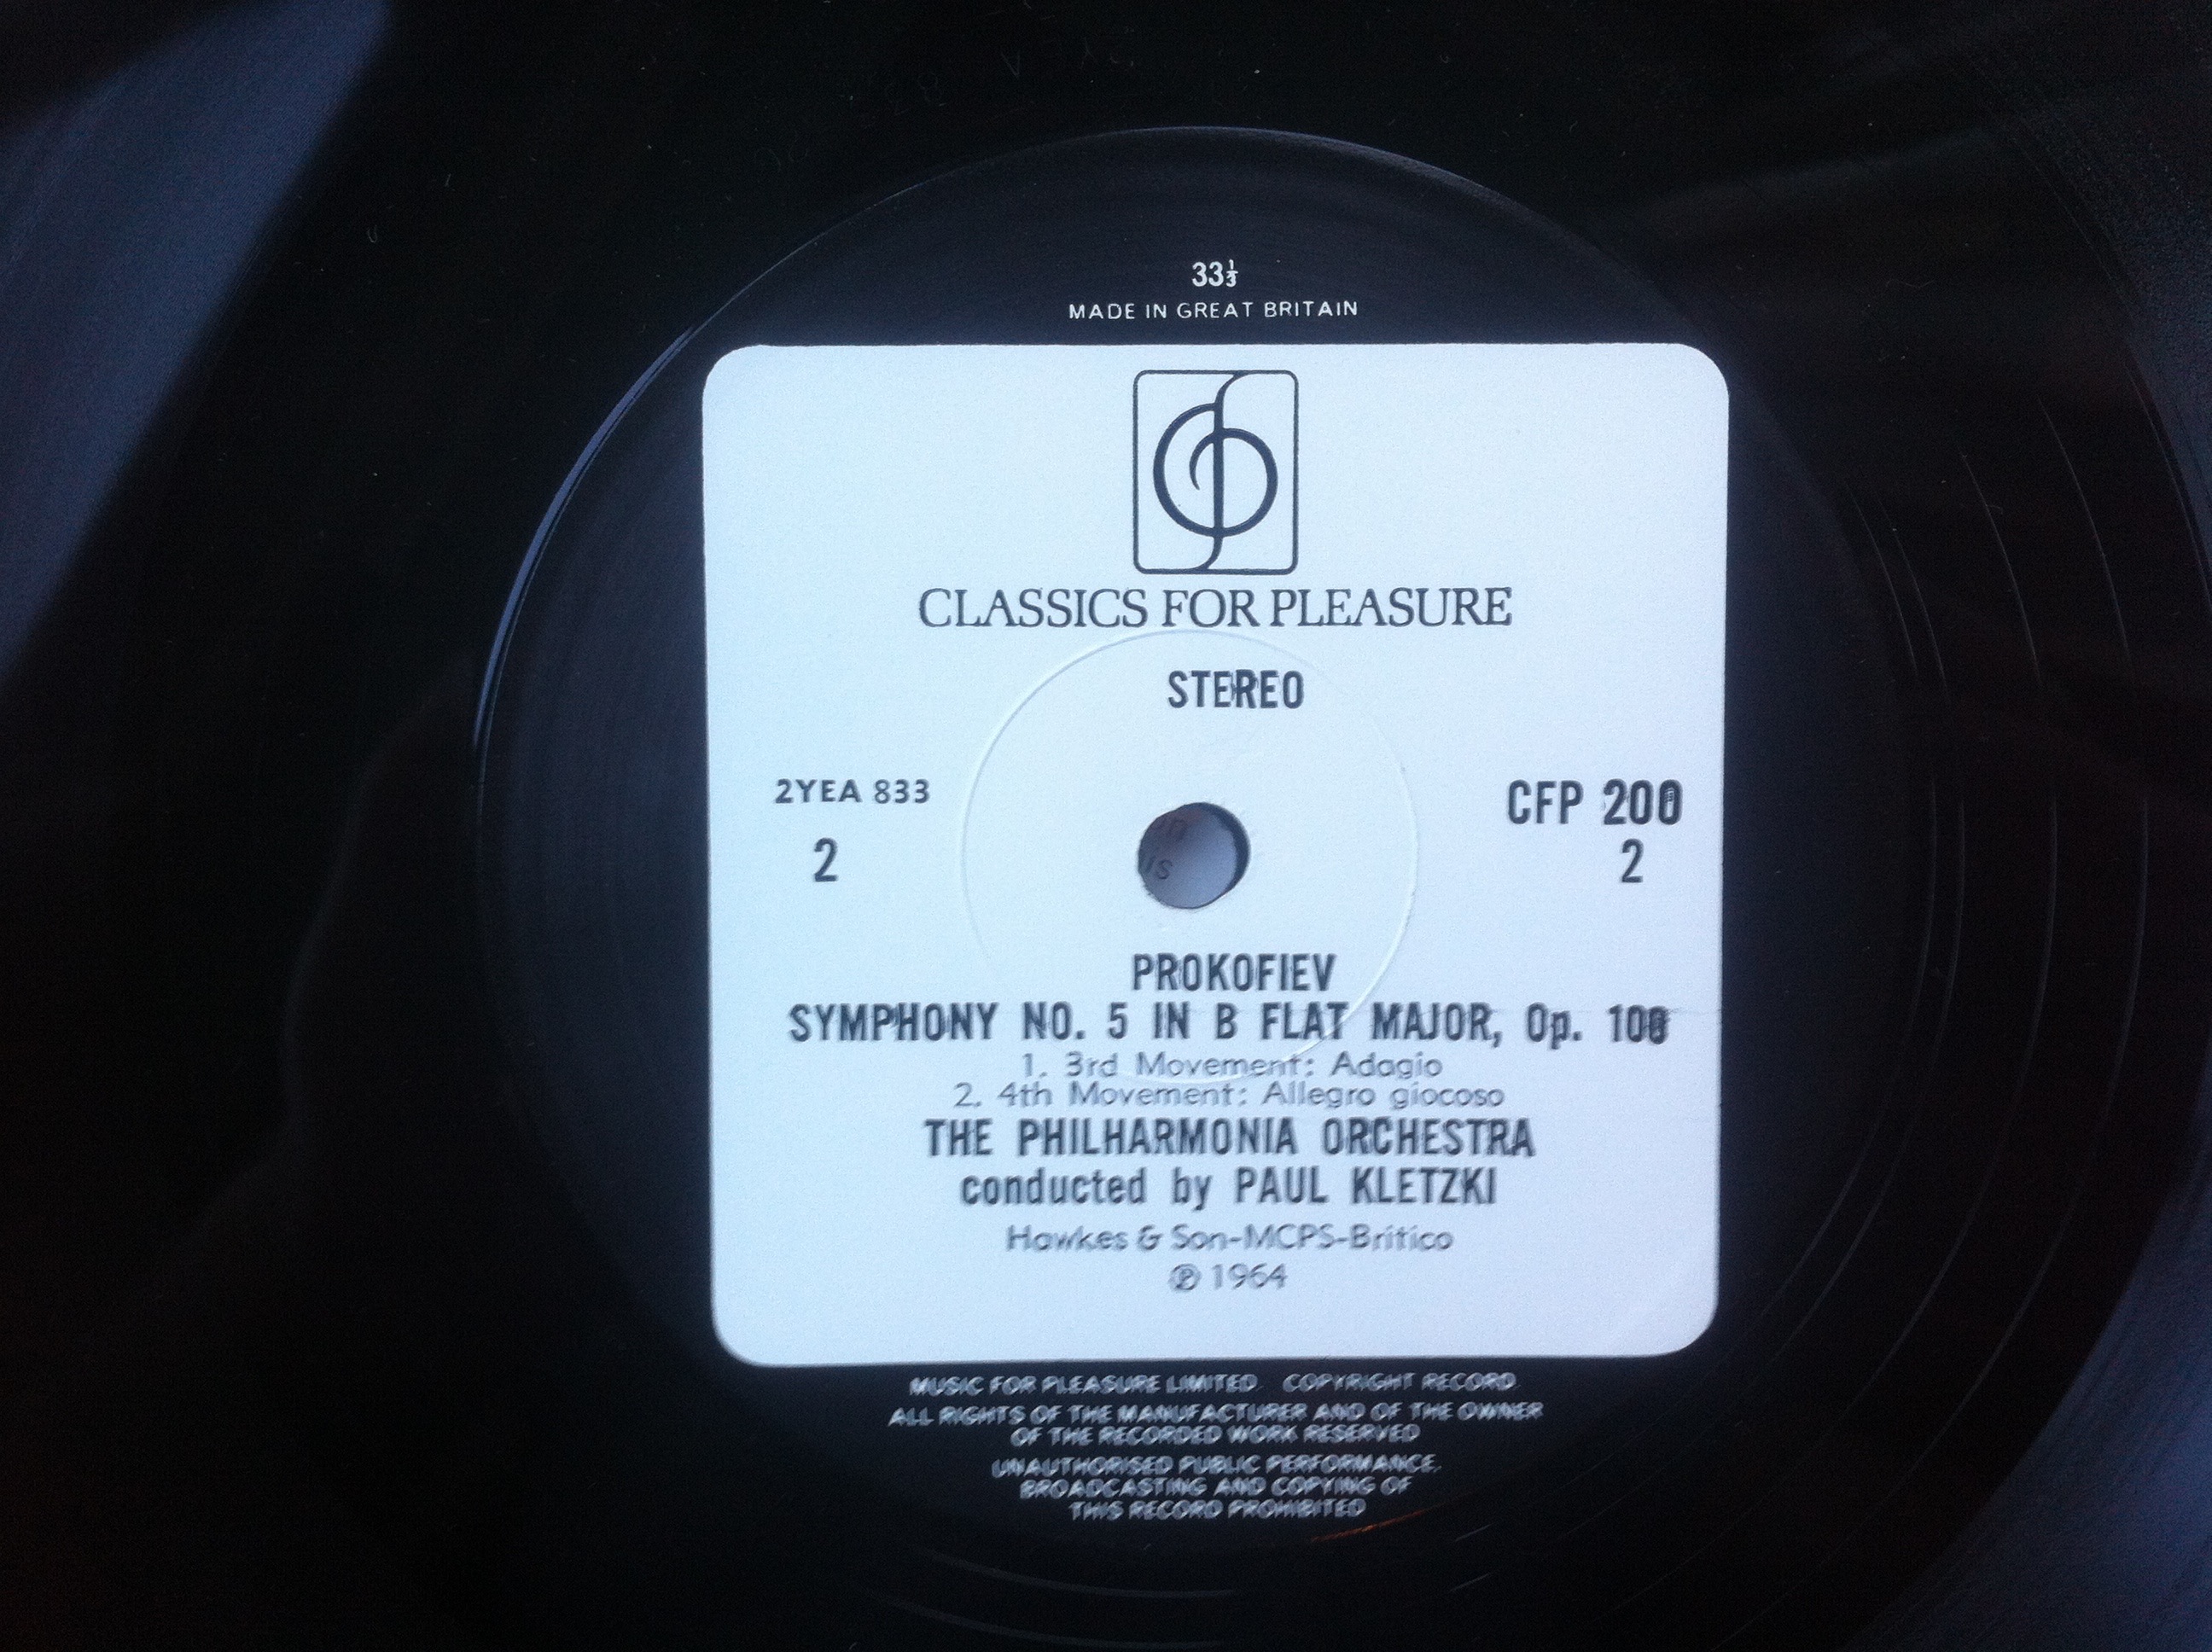 33⅓
MADE IN GREAT BRITAIN
CLASSICS FOR PLEASURE
STEREO
2YEA 833
CFP 200
2
2
PROKOFIEV
SYMPHONY NO. 5 IN B FLAT MAJOR, Op. 100
1. 3rd Movement: Adagio
2. 4th Movement: Allegro giocoso
THE PHILHARMONIA ORCHESTRA
conducted by PAUL KLETZKI
Hawkes & Son-MCPS-Britico
℗ 1964
MUSIC FOR PLEASURE LIMITED. COPYRIGHT RECORD
ALL RIGHTS OF THE MANUFACTURER AND OF THE OWNER
OF THE RECORDED WORK RESERVED
UNAUTHORISED PUBLIC PERFORMANCE,
BROADCASTING AND COPYING OF
THIS RECORD PROHIBITED